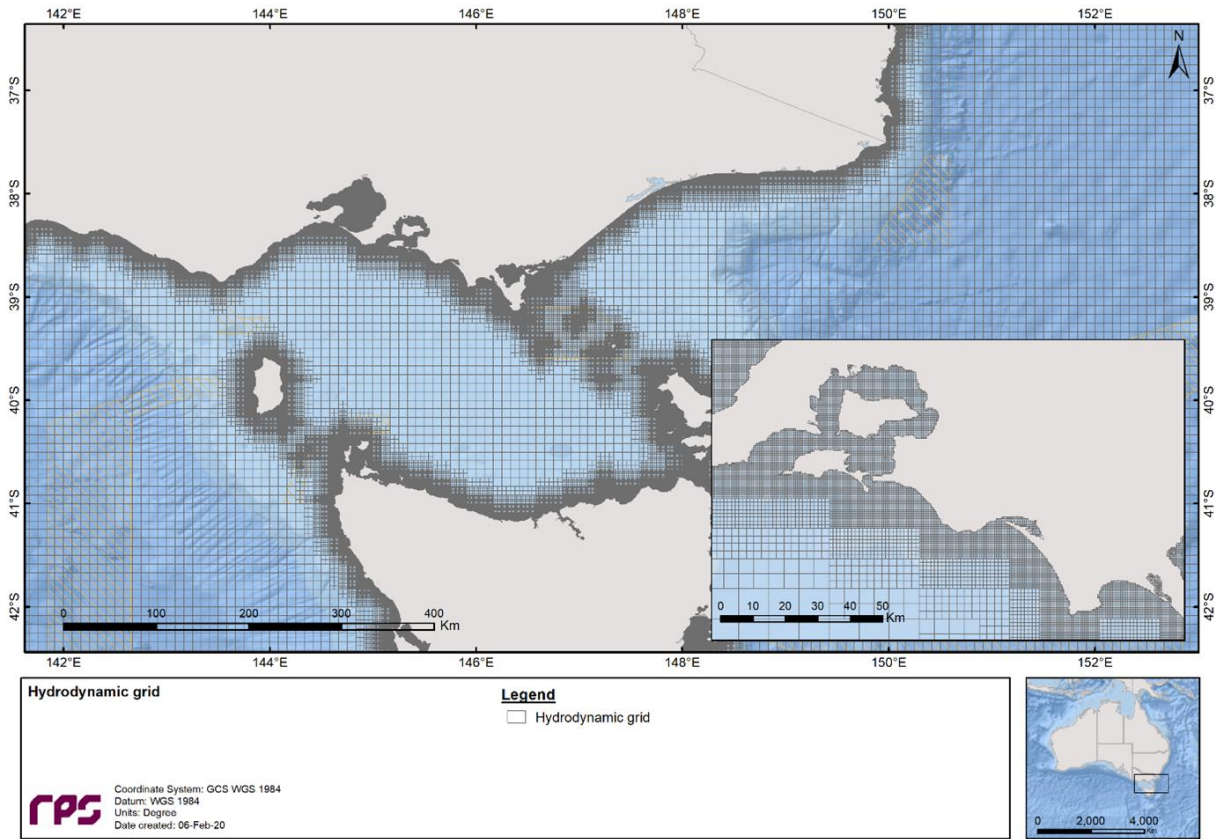 142°E 144°E 146°E 148°E 150°E 152°E
N
37°S 37°S
38°S 38°S
39°S 39°S
40°S 40°S
41°S 41°S
42°S 42°S
0 100 200 300 400
Km
0 10 20 30 40 50
Km
142°E 144°E 146°E 148°E 150°E 152°E
Hydrodynamic grid
Legend
Hydrodynamic grid
rps
Coordinate System: GCS WGS 1984
Datum: WGS 1984
Units: Degree
Date created: 06-Feb-20
0 2,000 4,000
Km